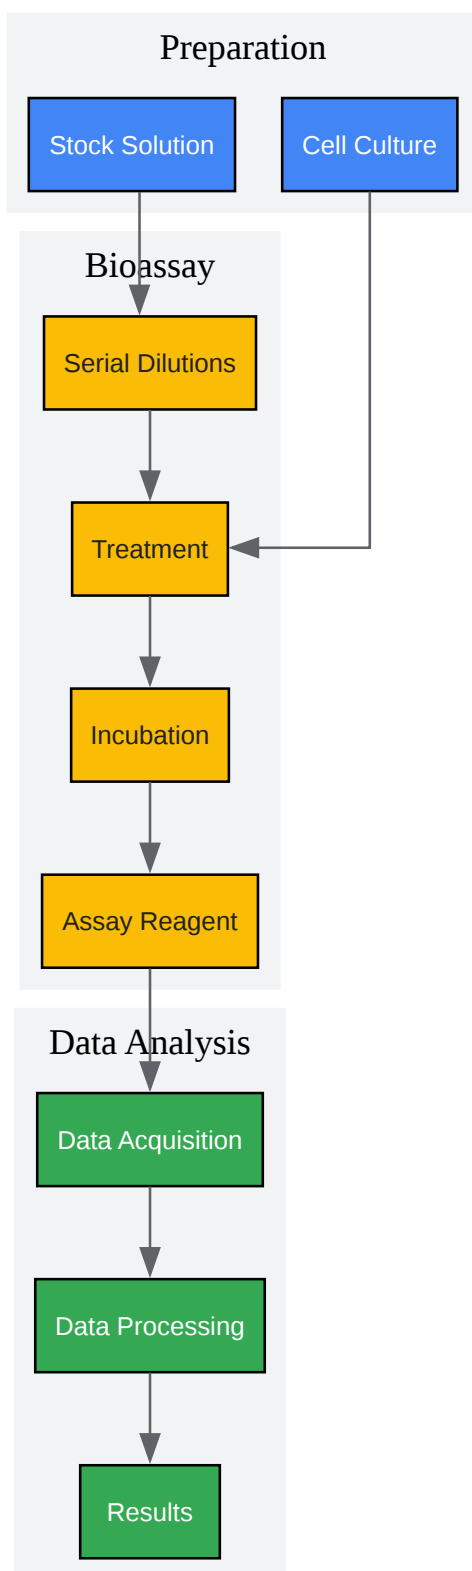 Preparation
Stock Solution
Cell Culture
Bioassay
Serial Dilutions
Treatment
Incubation
Assay Reagent
Data Analysis
Data Acquisition
Data Processing
Results